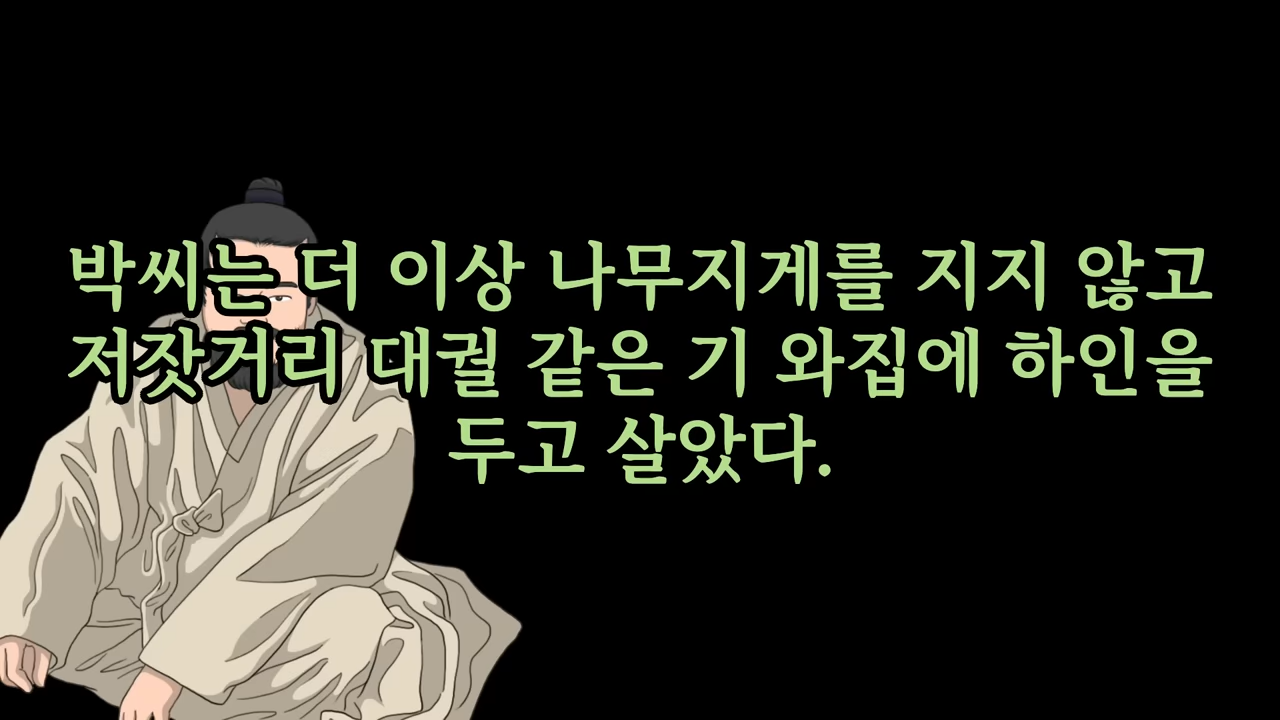 박씨는 더 이상 나무지게를 지지 않고
저잣거리 대궐 같은 기 와집에 하인을
두고 살았다.